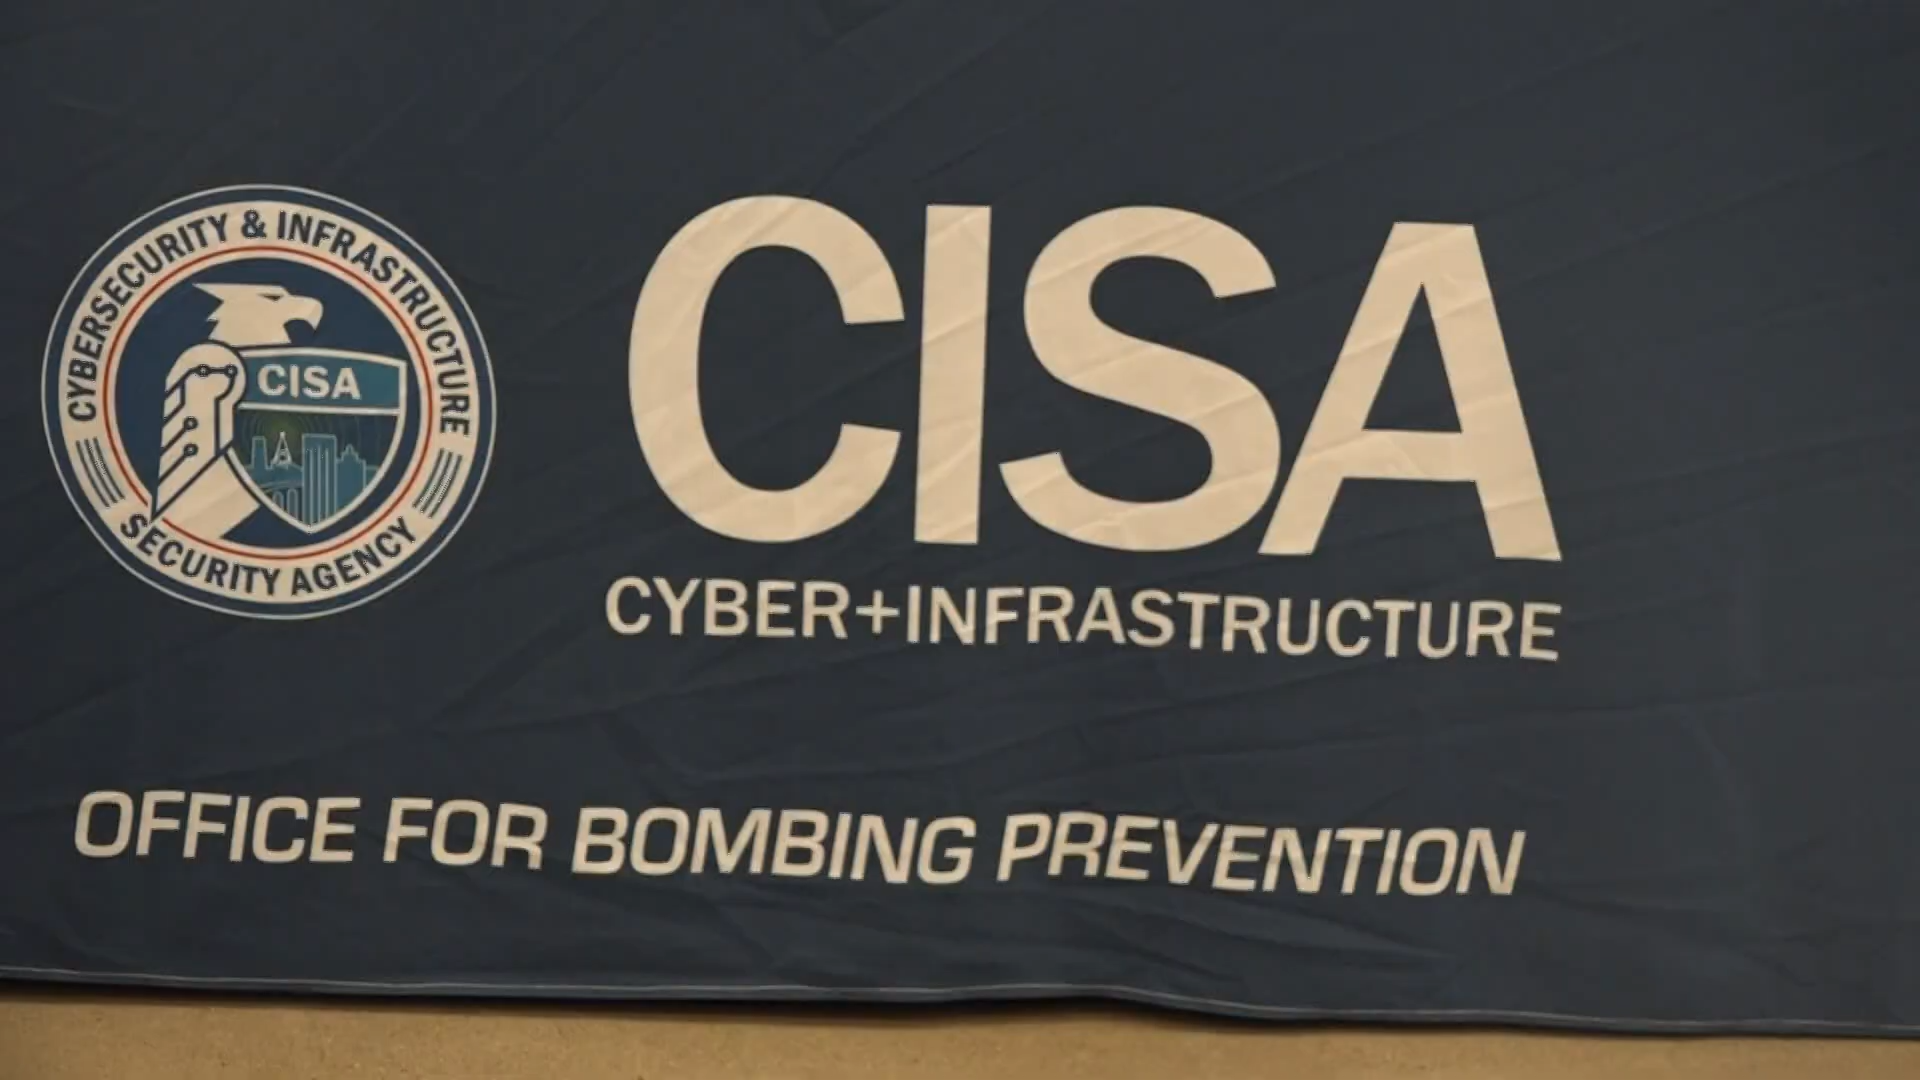 CYBERSECURITY & INFRASTRUCTURE
SECURITY AGENCY
CISA
CISA
CYBER+INFRASTRUCTURE
OFFICE FOR BOMBING PREVENTION